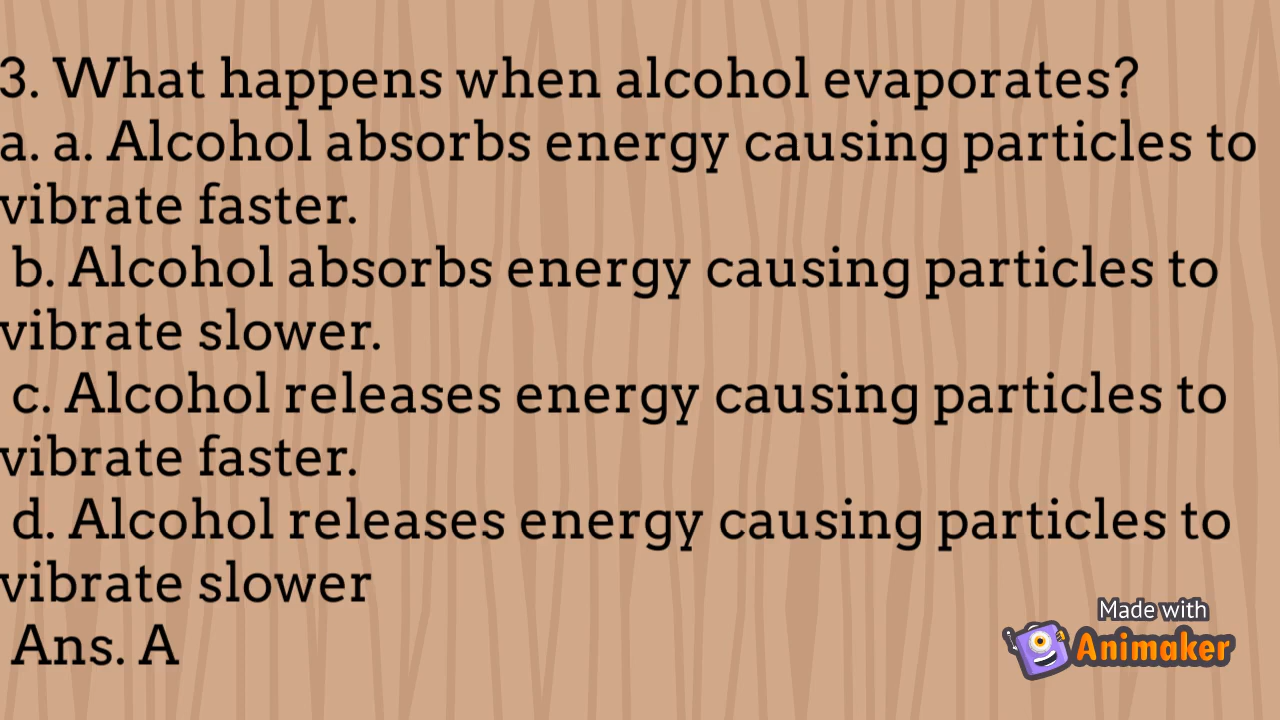 3. What happens when alcohol evaporates?
a. a. Alcohol absorbs energy causing particles to
vibrate faster.
b. Alcohol absorbs energy causing particles to
vibrate slower.
c. Alcohol releases energy causing particles to
vibrate faster.
d. Alcohol releases energy causing particles to
vibrate slower
Ans. A
Made with
Animaker